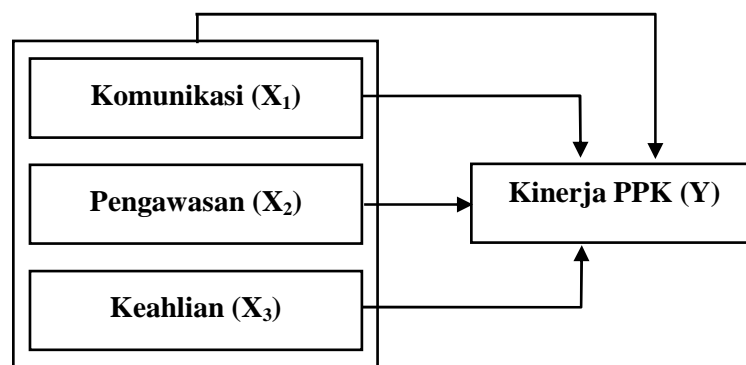 Komunikasi (X₁)
Pengawasan (X₂)
Kinerja PPK (Y)
Keahlian (X₃)